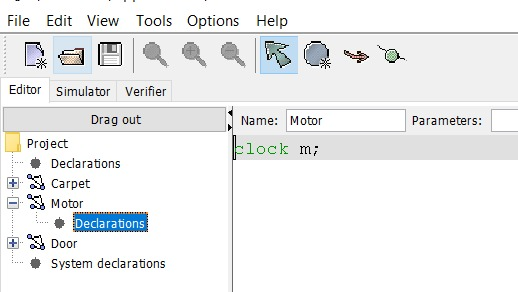 File Edit View Tools Options Help
Editor Simulator Verifier
Drag out
Name: Motor Parameters:
Project
clock m;
Declarations
Carpet
Motor
Declarations
Door
System declarations